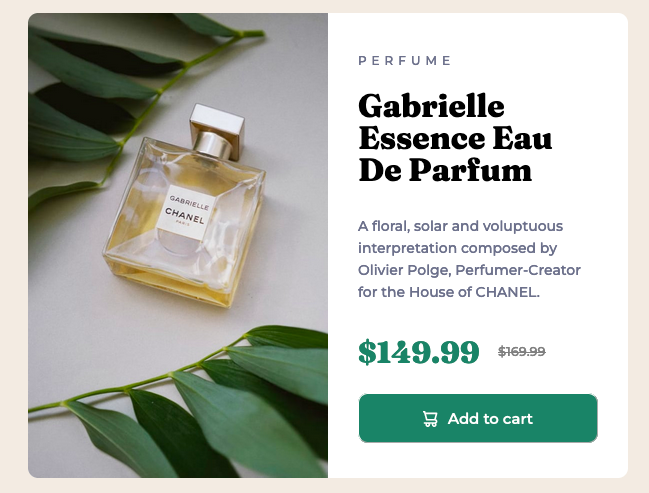 GABRIELLE
CHANEL
PARIS
PERFUME
Gabrielle
Essence Eau
De Parfum
A floral, solar and voluptuous
interpretation composed by
Olivier Polge, Perfumer-Creator
for the House of CHANEL.
$149.99 $169.99
Add to cart